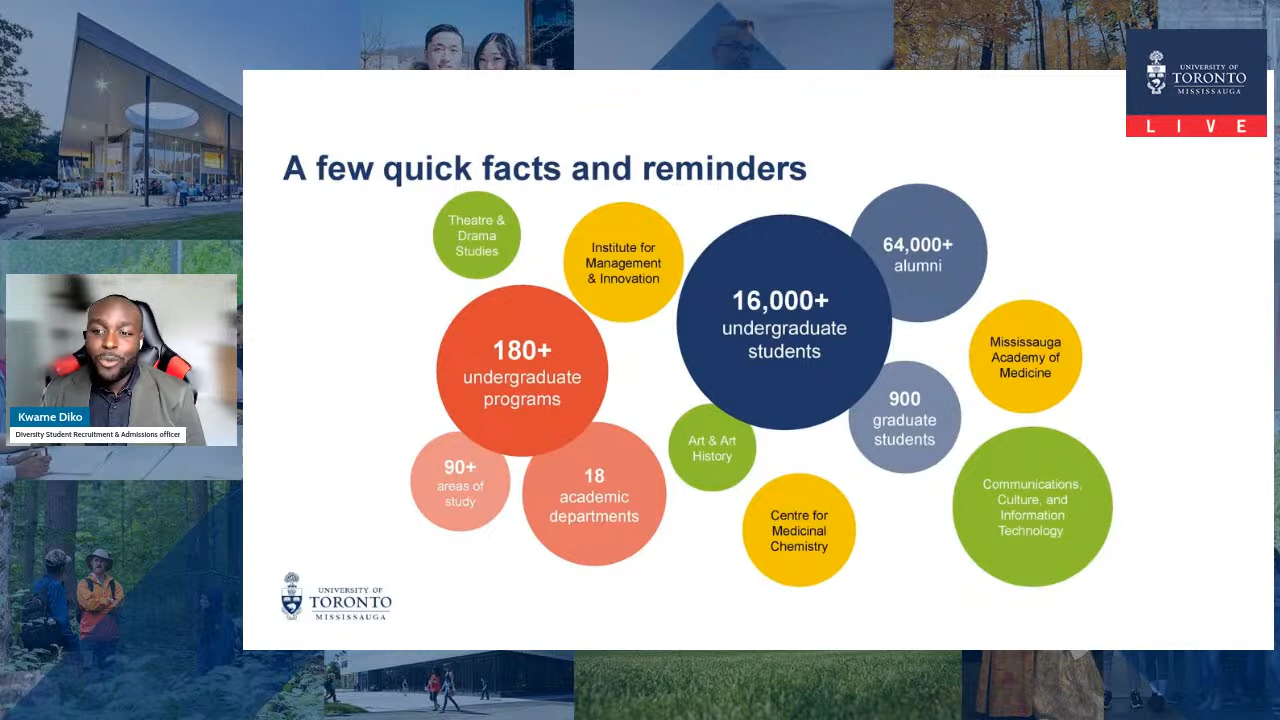 UNIVERSITY OF
TORONTO
MISSISSAUGA
LIVE
A few quick facts and reminders
Theatre &
Drama
Studies
Institute for
Management
& Innovation
16,000+
undergraduate
students
64,000+
alumni
180+
undergraduate
programs
Mississauga
Academy of
Medicine
900
graduate
students
Art & Art
History
90+
areas of
study
18
academic
departments
Centre for
Medicinal
Chemistry
Communications,
Culture, and
Information
Technology
Kwame Diko
Diversity Student Recruitment & Admissions officer
UNIVERSITY OF
TORONTO
MISSISSAUGA